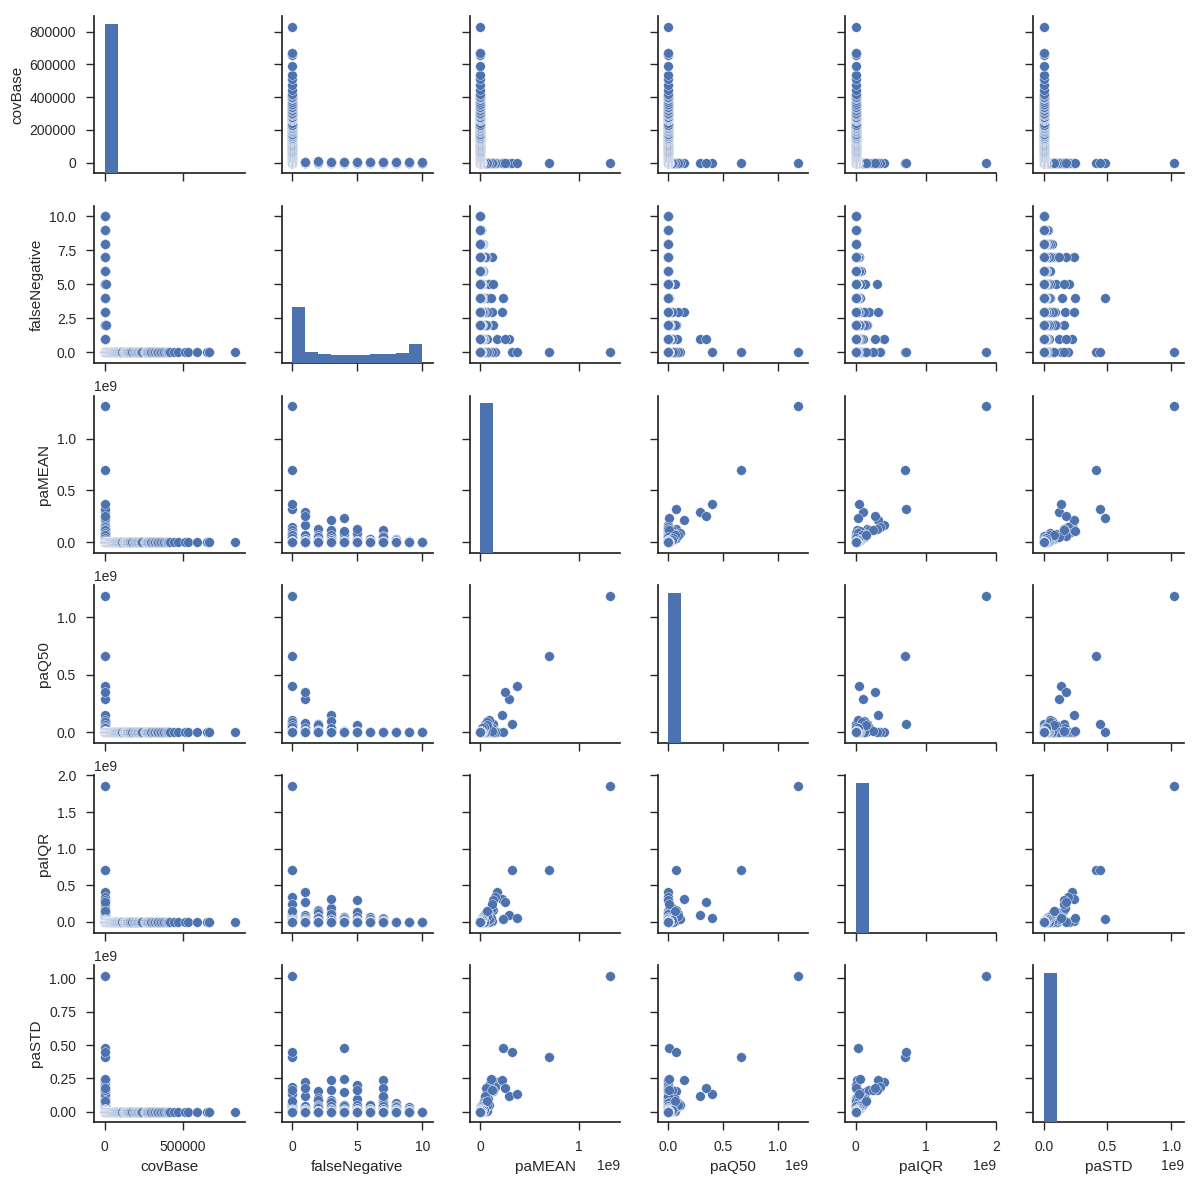 800000
600000
400000
200000
0
covBase
10.0
7.5
5.0
2.5
0.0
falseNegative
1e9
1.0
0.5
0.0
paMEAN
1e9
1.0
0.5
0.0
paQ50
1e9
2.0
1.5
1.0
0.5
0.0
paIQR
1e9
1.00
0.75
0.50
0.25
0.00
paSTD
0 500000 0 5 10 0 1 0.0 0.5 1.0 0 1 2 0.0 0.5 1.0
1e9 1e9 1e9 1e9
covBase falseNegative paMEAN paQ50 paIQR paSTD